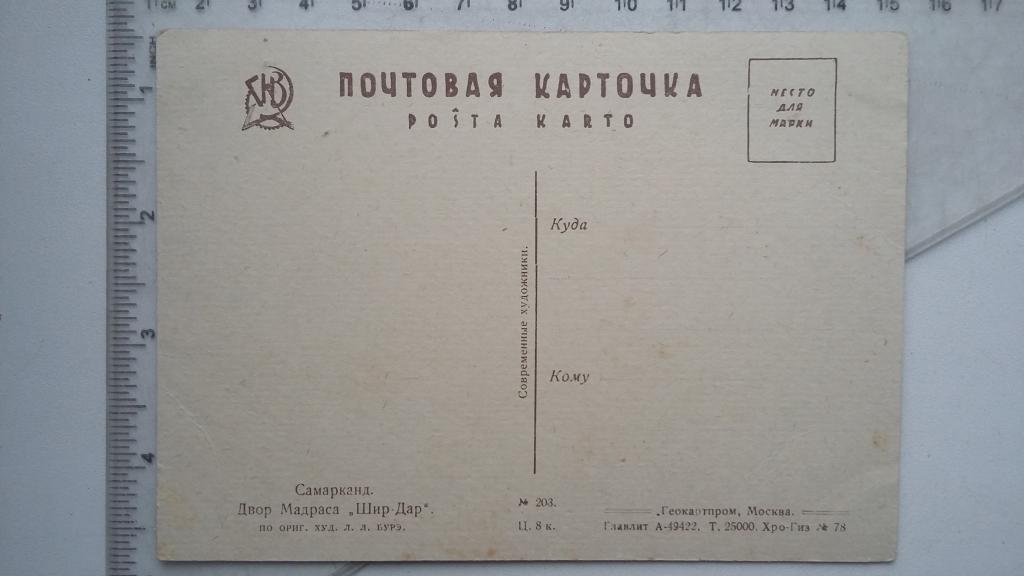 ПОЧТОВАЯ КАРТОЧКА
POŜTA KARTO
МЕСТО
ДЛЯ
МАРКИ
Куда
Современные художники.
Кому
Самарканд.
Двор Мадраса „Шир-Дар".
ПО ОРИГ. ХУД. Л. Л. БУРЭ.
№ 203.
Ц. 8 к.
„Геокартпром, Москва.
Главлит А-49422. Т. 25000. Хро-Гиз № 78